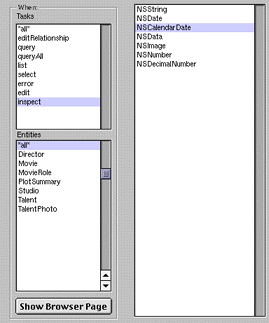 When:
Tasks
"all"
editRelationship
query
queryAll
list
select
error
edit
inspect
Entities
"all"
Director
Movie
MovieRole
PlotSummary
Studio
Talent
TalentPhoto
Show Browser Page
NSString
NSDate
NSCalendarDate
NSData
NSImage
NSNumber
NSDecimalNumber